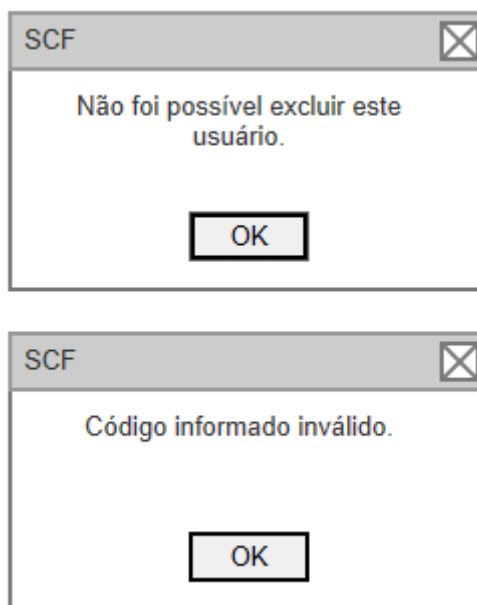 SCF
Não foi possível excluir este
usuário.
OK
SCF
Código informado inválido.
OK